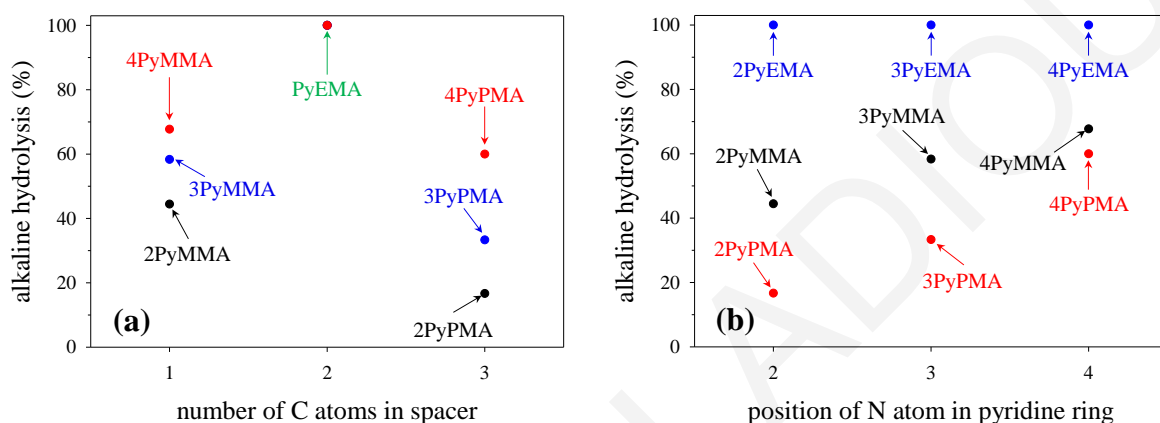 alkaline hydrolysis (%)
100
80
60
40
20
0
4PyMMA
PyEMA
4PyPMA
3PyMMA
3PyPMA
2PyMMA
2PyPMA
(a)
1
2
3
number of C atoms in spacer
alkaline hydrolysis (%)
100
80
60
40
20
0
2PyEMA
3PyEMA
4PyEMA
3PyMMA
2PyMMA
4PyMMA
4PyPMA
2PyPMA
3PyPMA
(b)
2
3
4
position of N atom in pyridine ring